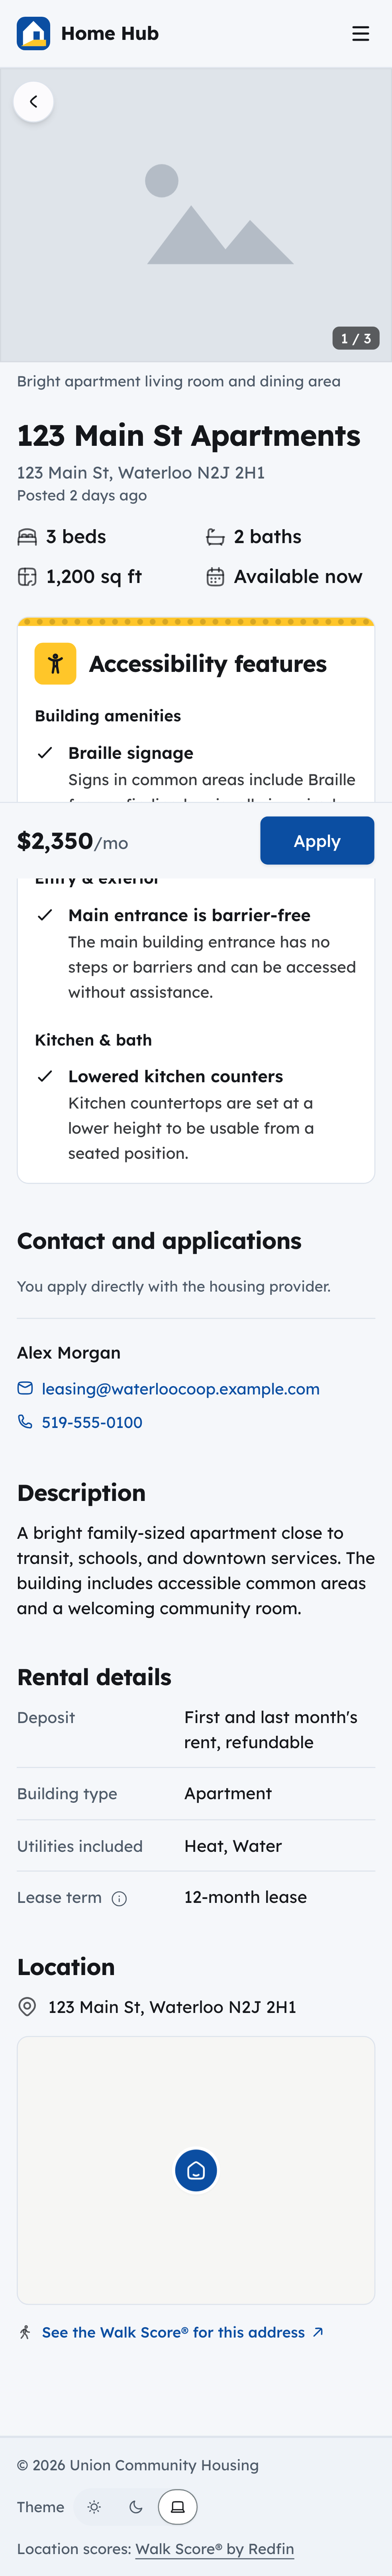 Home Hub
1 / 3
Bright apartment living room and dining area
123 Main St Apartments
123 Main St, Waterloo N2J 2H1
Posted 2 days ago
3 beds
2 baths
1,200 sq ft
Available now
Accessibility features
Building amenities
Braille signage
Signs in common areas include Braille
$2,350/mo
Apply
Entry & exterior
Main entrance is barrier-free
The main building entrance has no
steps or barriers and can be accessed
without assistance.
Kitchen & bath
Lowered kitchen counters
Kitchen countertops are set at a
lower height to be usable from a
seated position.
Contact and applications
You apply directly with the housing provider.
Alex Morgan
leasing@waterloocoop.example.com
519-555-0100
Description
A bright family-sized apartment close to
transit, schools, and downtown services. The
building includes accessible common areas
and a welcoming community room.
Rental details
Deposit
First and last month's
rent, refundable
Building type
Apartment
Utilities included
Heat, Water
Lease term
12-month lease
Location
123 Main St, Waterloo N2J 2H1
See the Walk Score® for this address
© 2026 Union Community Housing
Theme
Location scores: Walk Score® by Redfin